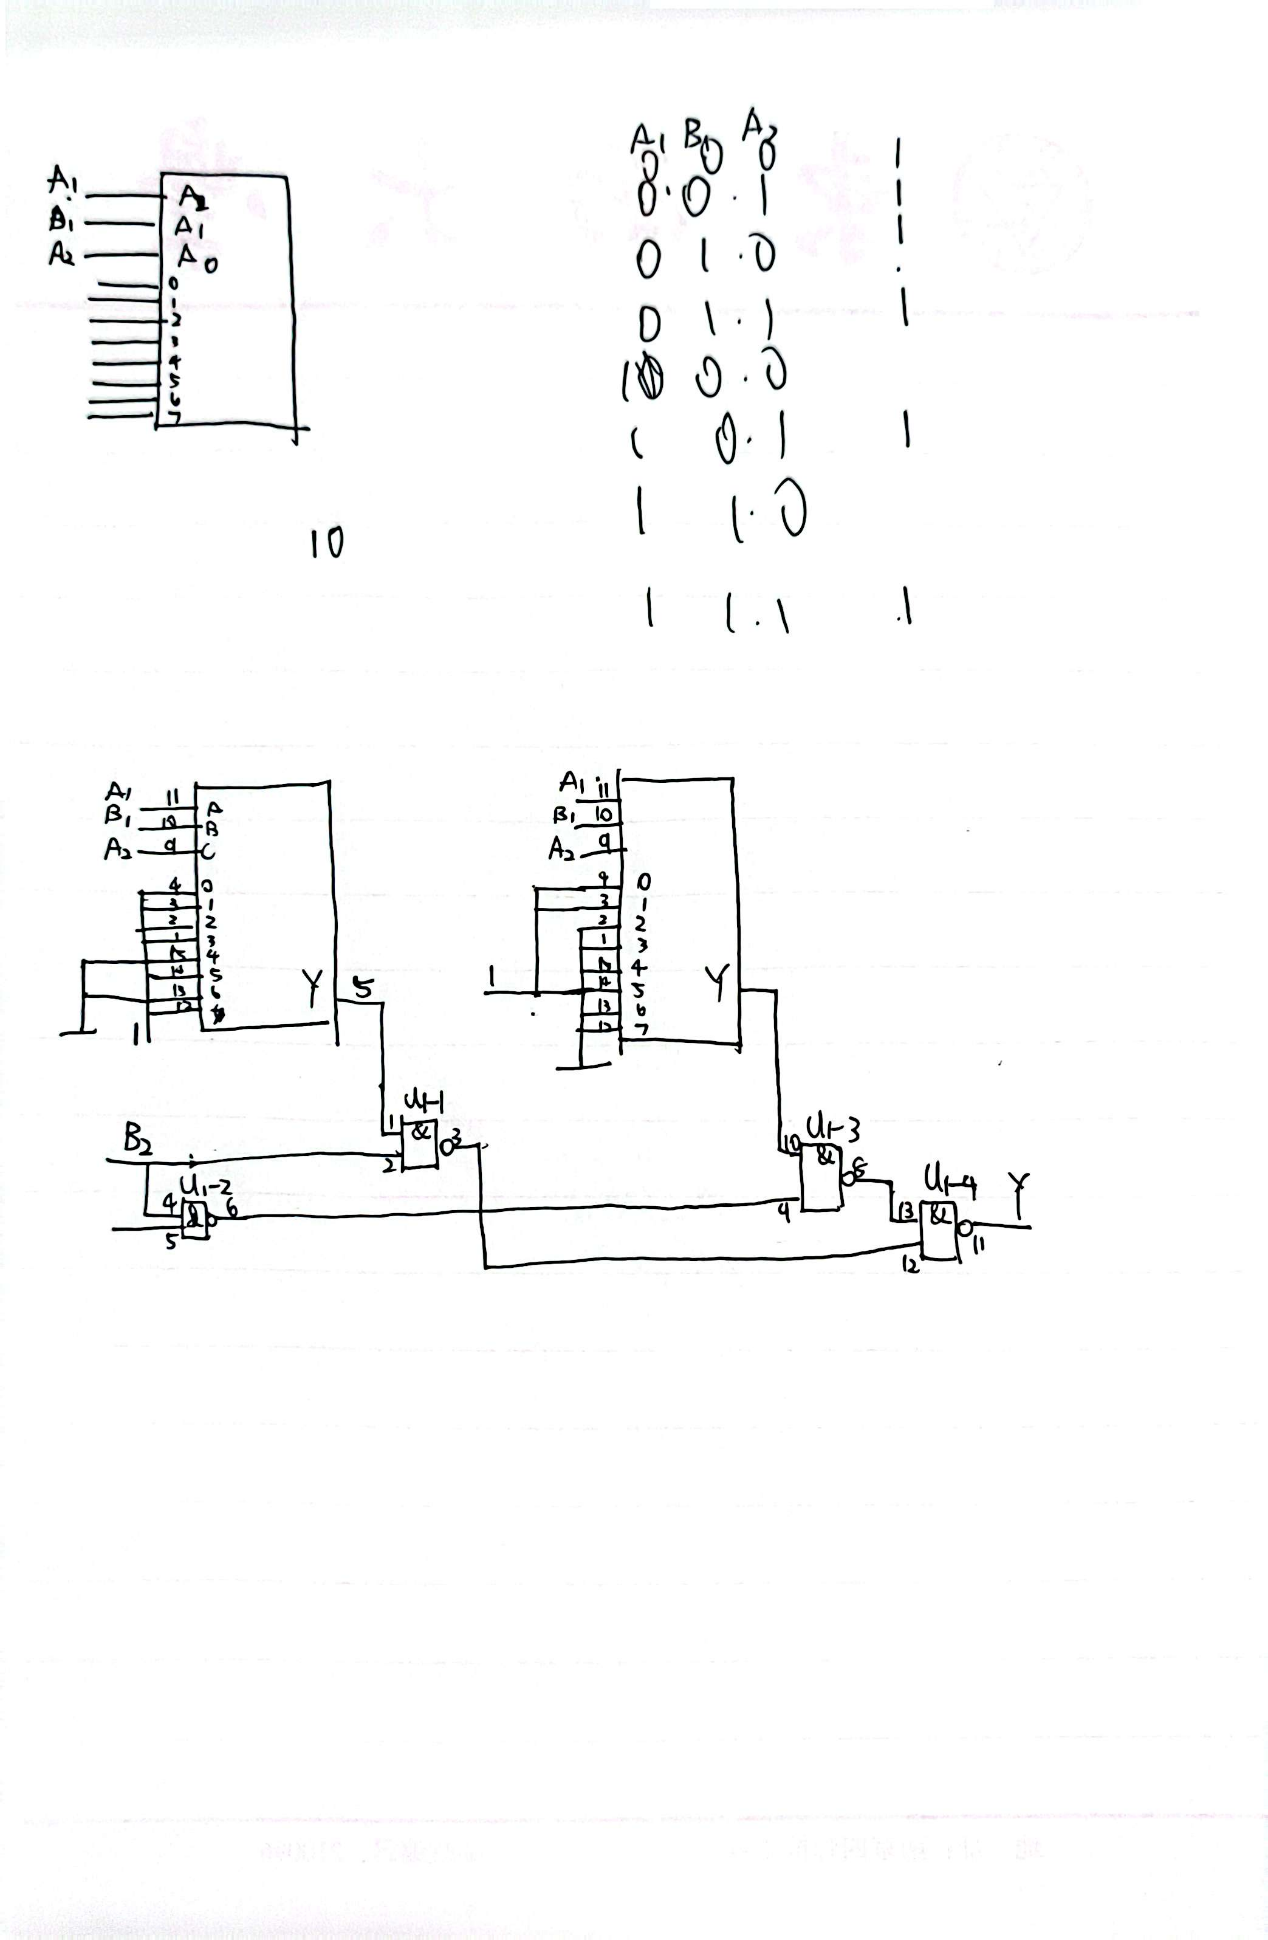 A₁ A₂
B₁ A₁
A₂ A₀
0
1
2
3
4
5
6
7
10
A₁ B₁ A₂
0 0 0 1
0 0 1 1
0 1 0 1
0 1 1 1
1 0 0
1 0 1 1
1 1 0
1 1 1 1
A₁ 11 A
B₁ 10 B
A₂ 9 C
4 0
3 1
2 2
1 3
15 4
14 5
13 6
12
Y 5
1
A₁ 11
B₁ 10
A₂ 9
4 0
3 1
2 2
1 3
15 4
14 5
13 6
12 7
1
Y
U1-1
1 & 3
2
B₂
U1-2
4 & 6
5
U1-3
10 & 8
9
U1-4 Y
13 & 11
12